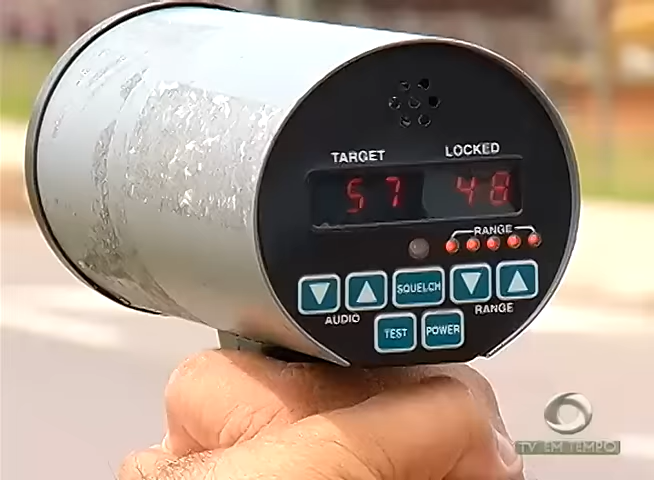 TARGET LOCKED
57 48
RANGE
SQUELCH
AUDIO RANGE
TEST POWER
TV EM TEMPO